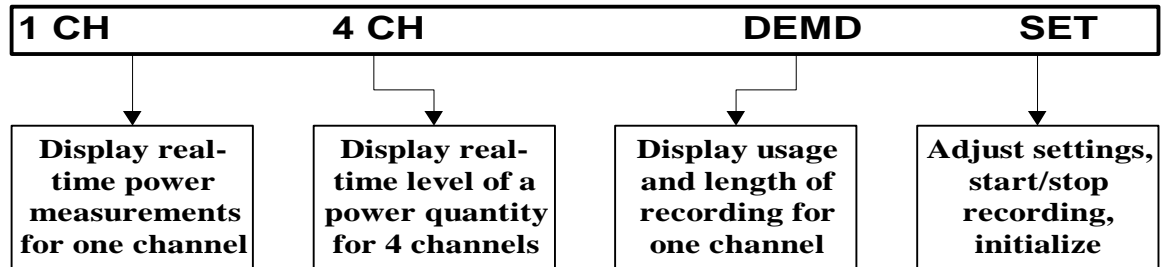 1 CH 4 CH DEMD SET
Display real-
time power
measurements
for one channel
Display real-
time level of a
power quantity
for 4 channels
Display usage
and length of
recording for
one channel
Adjust settings,
start/stop
recording,
initialize